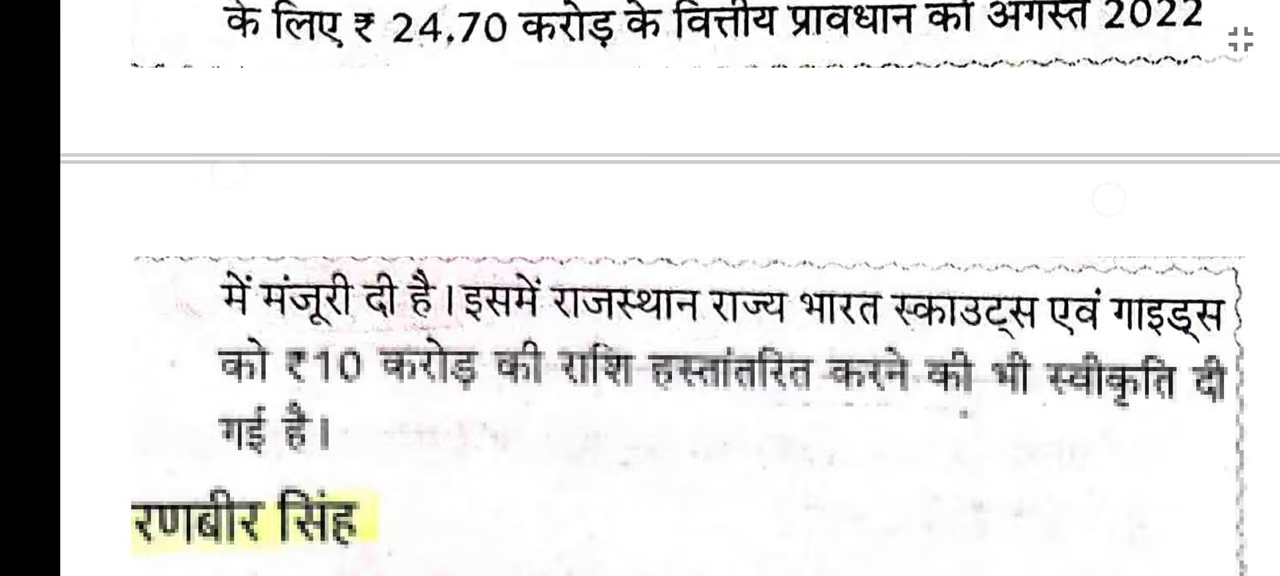 के लिए ₹ 24.70 करोड़ के वित्तीय प्रावधान को अगस्त 2022
में मंजूरी दी है। इसमें राजस्थान राज्य भारत स्काउट्स एवं गाइड्स
को ₹10 करोड़ की राशि हस्तांतरित करने की भी स्वीकृति दी
गई है।
रणबीर सिंह